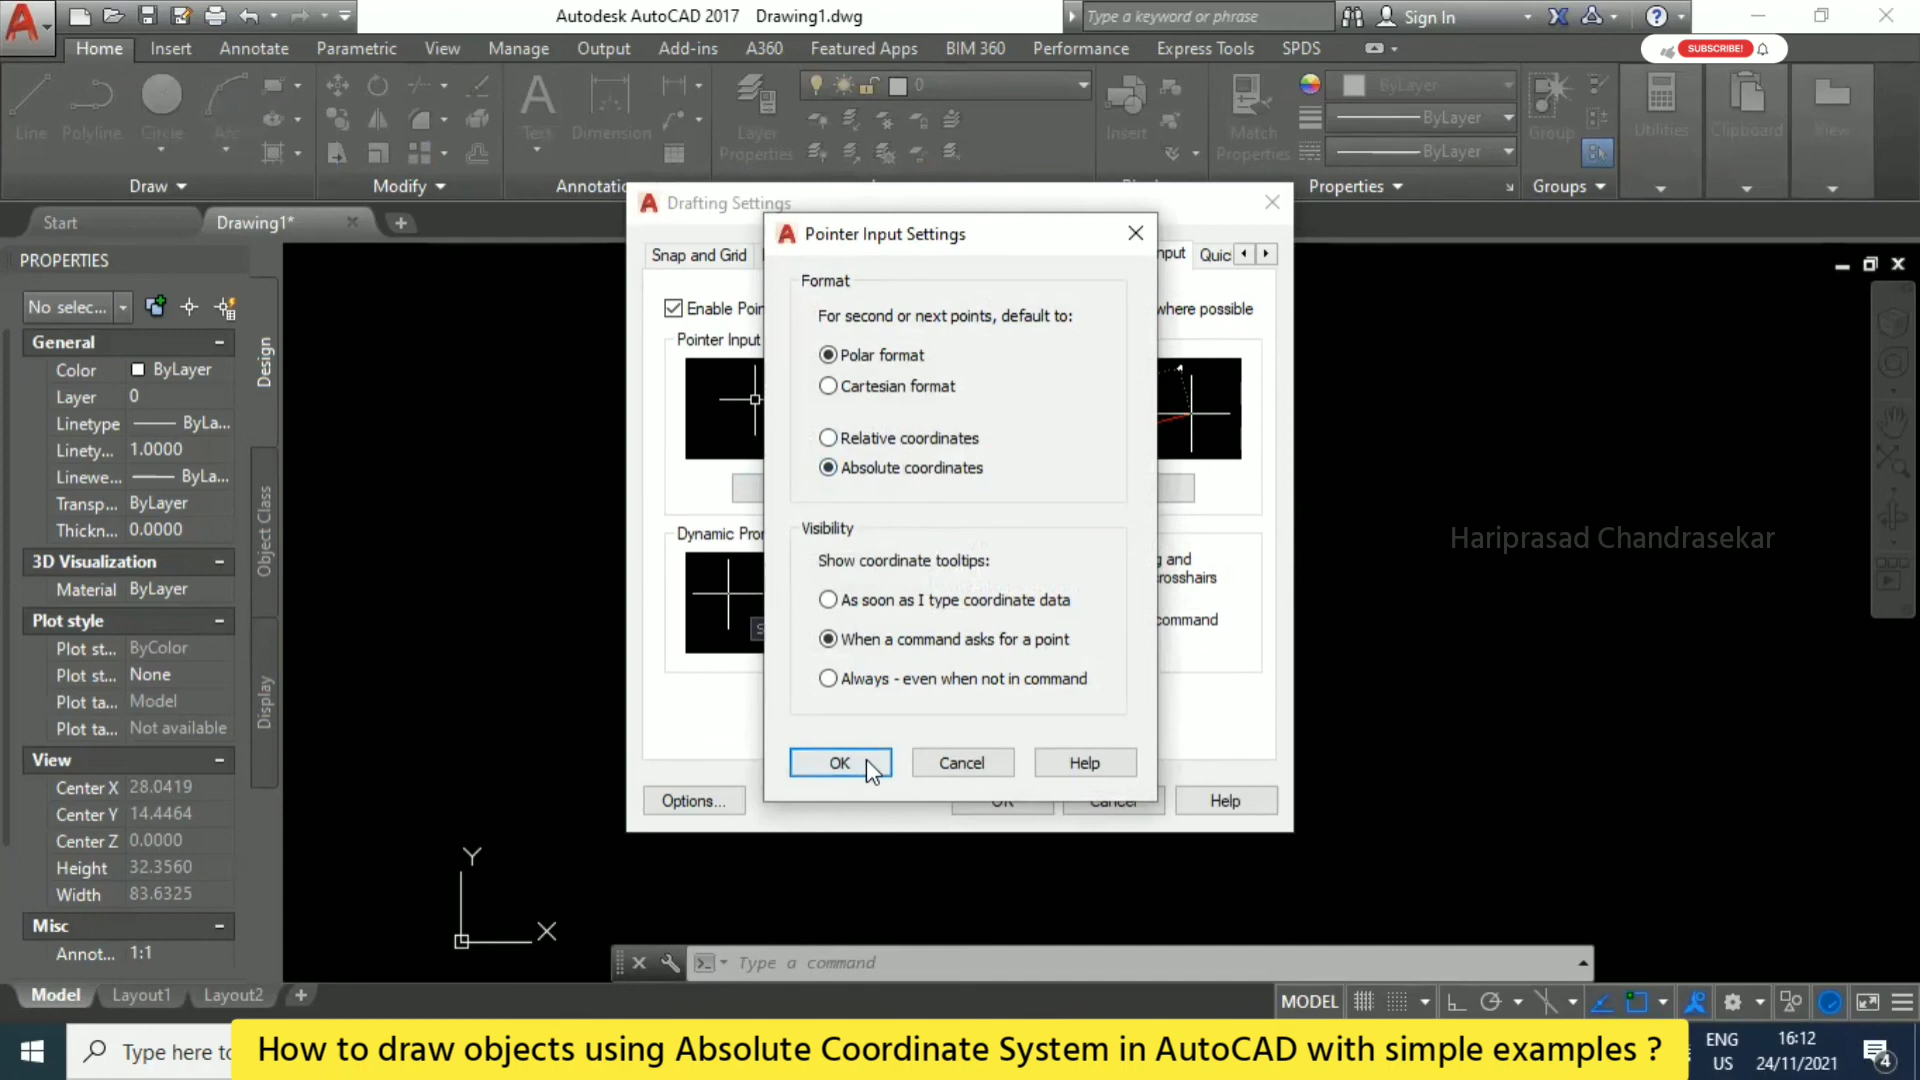 Autodesk AutoCAD 2017 Drawing1.dwg
Type a keyword or phrase
Sign In
Home Insert Annotate Parametric View Manage Output Add-ins A360 Featured Apps BIM 360 Performance Express Tools SPDS
SUBSCRIBE!
Line Polyline Circle Arc
Text Dimension
Layer Properties
0
Insert
Match Properties
ByLayer
ByLayer
ByLayer
Group
Utilities
Clipboard
View
Draw Modify Annotatio Properties Groups
Start Drawing1*
PROPERTIES
No selec...
General
Color ByLayer
Layer 0
Linetype ByLa...
Linety... 1.0000
Linewe... ByLa...
Transp... ByLayer
Thickn... 0.0000
3D Visualization
Material ByLayer
Plot style
Plot st... ByColor
Plot st... None
Plot ta... Model
Plot ta... Not available
View
Center X 28.0419
Center Y 14.4464
Center Z 0.0000
Height 32.3560
Width 83.6325
Misc
Annot... 1:1
Design
Object Class
Display
Drafting Settings
Snap and Grid
nput Quic
Enable Poin
where possible
Pointer Input
Dynamic Pro
g and
rosshairs
command
Options...
OK Cancel Help
Pointer Input Settings
Format
For second or next points, default to:
Polar format
Cartesian format
Relative coordinates
Absolute coordinates
Visibility
Show coordinate tooltips:
As soon as I type coordinate data
When a command asks for a point
Always - even when not in command
OK Cancel Help
Hariprasad Chandrasekar
Y
X
Type a command
Model Layout1 Layout2
MODEL
Type here to
How to draw objects using Absolute Coordinate System in AutoCAD with simple examples ?
ENG
US
16:12
24/11/2021
4